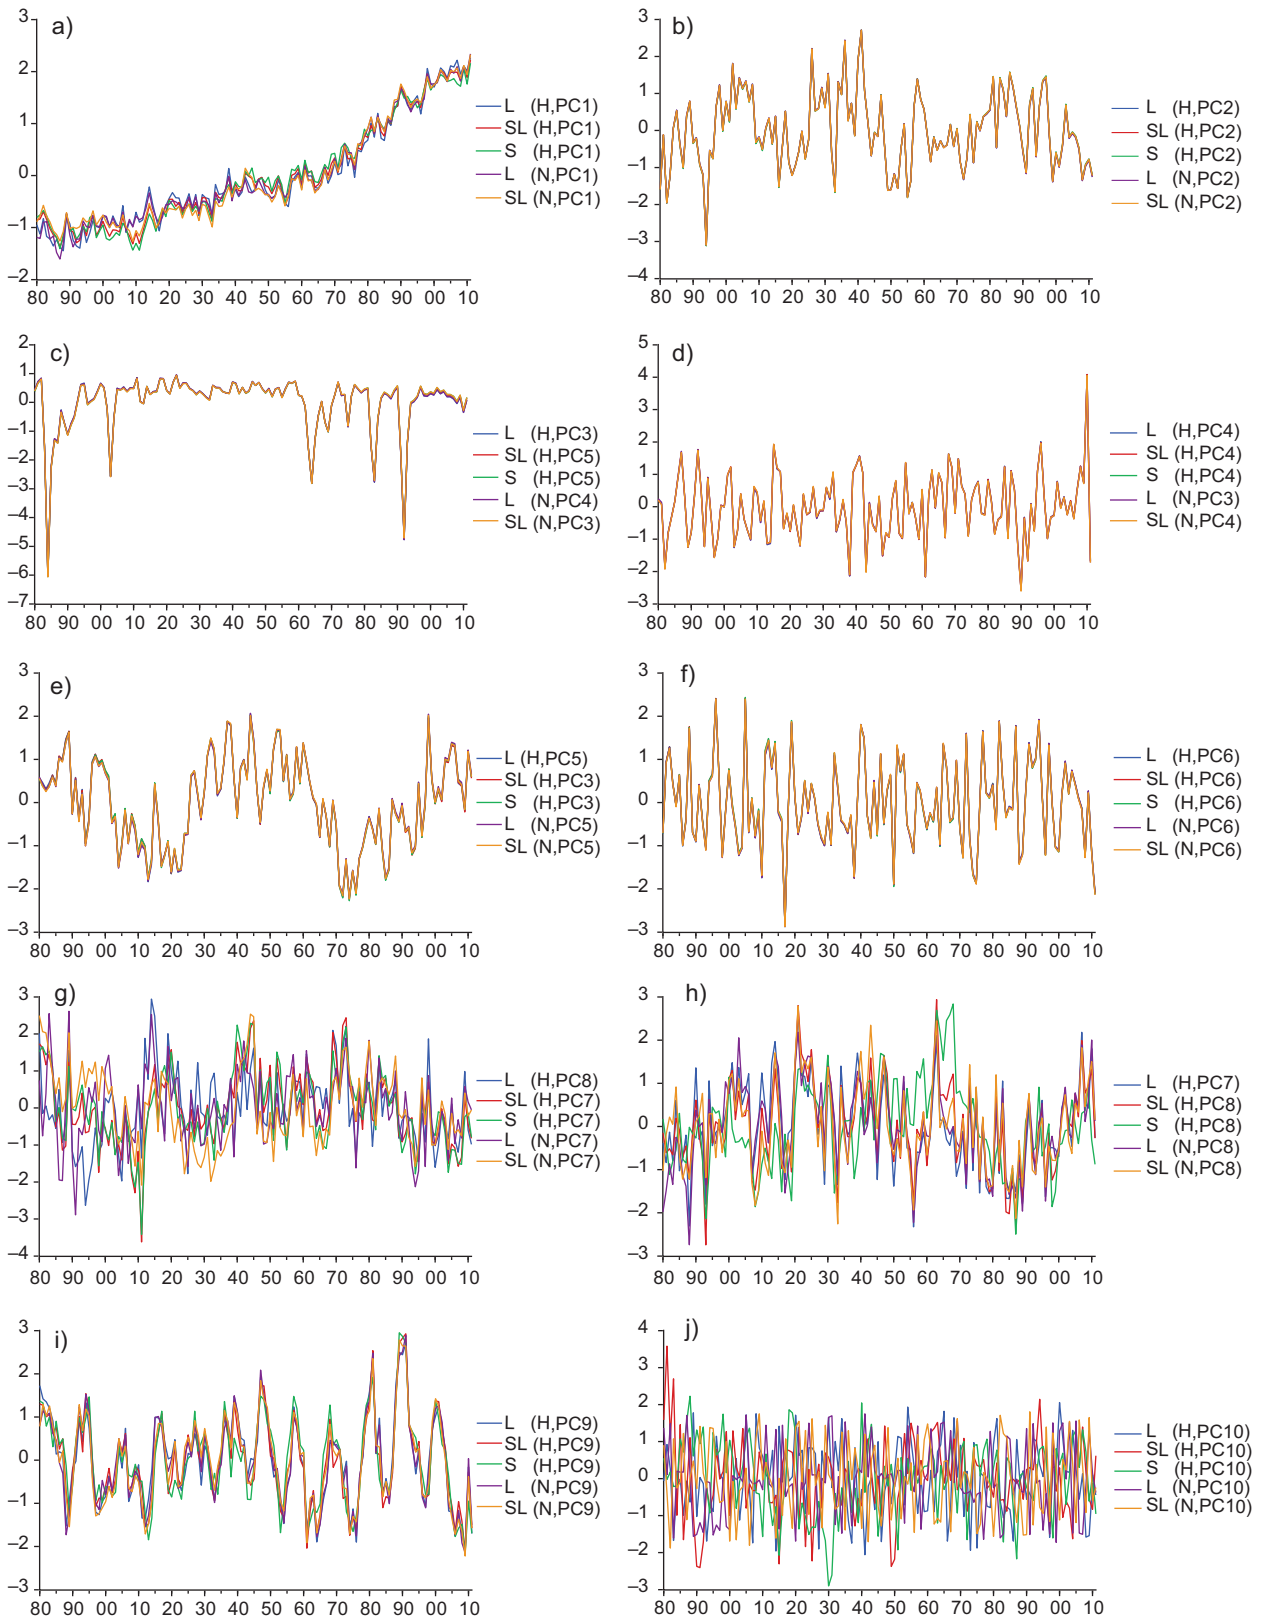 a)
3
2
1
0
–1
–2
80 90 00 10 20 30 40 50 60 70 80 90 00 10
L (H,PC1)
SL (H,PC1)
S (H,PC1)
L (N,PC1)
SL (N,PC1)
b)
3
2
1
0
–1
–2
–3
–4
80 90 00 10 20 30 40 50 60 70 80 90 00 10
L (H,PC2)
SL (H,PC2)
S (H,PC2)
L (N,PC2)
SL (N,PC2)
c)
2
1
0
–1
–2
–3
–4
–5
–6
–7
80 90 00 10 20 30 40 50 60 70 80 90 00 10
L (H,PC3)
SL (H,PC5)
S (H,PC5)
L (N,PC4)
SL (N,PC3)
d)
5
4
3
2
1
0
–1
–2
–3
80 90 00 10 20 30 40 50 60 70 80 90 00 10
L (H,PC4)
SL (H,PC4)
S (H,PC4)
L (N,PC3)
SL (N,PC4)
e)
3
2
1
0
–1
–2
–3
80 90 00 10 20 30 40 50 60 70 80 90 00 10
L (H,PC5)
SL (H,PC3)
S (H,PC3)
L (N,PC5)
SL (N,PC5)
f)
3
2
1
0
–1
–2
–3
80 90 00 10 20 30 40 50 60 70 80 90 00 10
L (H,PC6)
SL (H,PC6)
S (H,PC6)
L (N,PC6)
SL (N,PC6)
g)
3
2
1
0
–1
–2
–3
–4
80 90 00 10 20 30 40 50 60 70 80 90 00 10
L (H,PC8)
SL (H,PC7)
S (H,PC7)
L (N,PC7)
SL (N,PC7)
h)
3
2
1
0
–1
–2
–3
80 90 00 10 20 30 40 50 60 70 80 90 00 10
L (H,PC7)
SL (H,PC8)
S (H,PC8)
L (N,PC8)
SL (N,PC8)
i)
3
2
1
0
–1
–2
–3
80 90 00 10 20 30 40 50 60 70 80 90 00 10
L (H,PC9)
SL (H,PC9)
S (H,PC9)
L (N,PC9)
SL (N,PC9)
j)
4
3
2
1
0
–1
–2
–3
80 90 00 10 20 30 40 50 60 70 80 90 00 10
L (H,PC10)
SL (H,PC10)
S (H,PC10)
L (N,PC10)
SL (N,PC10)